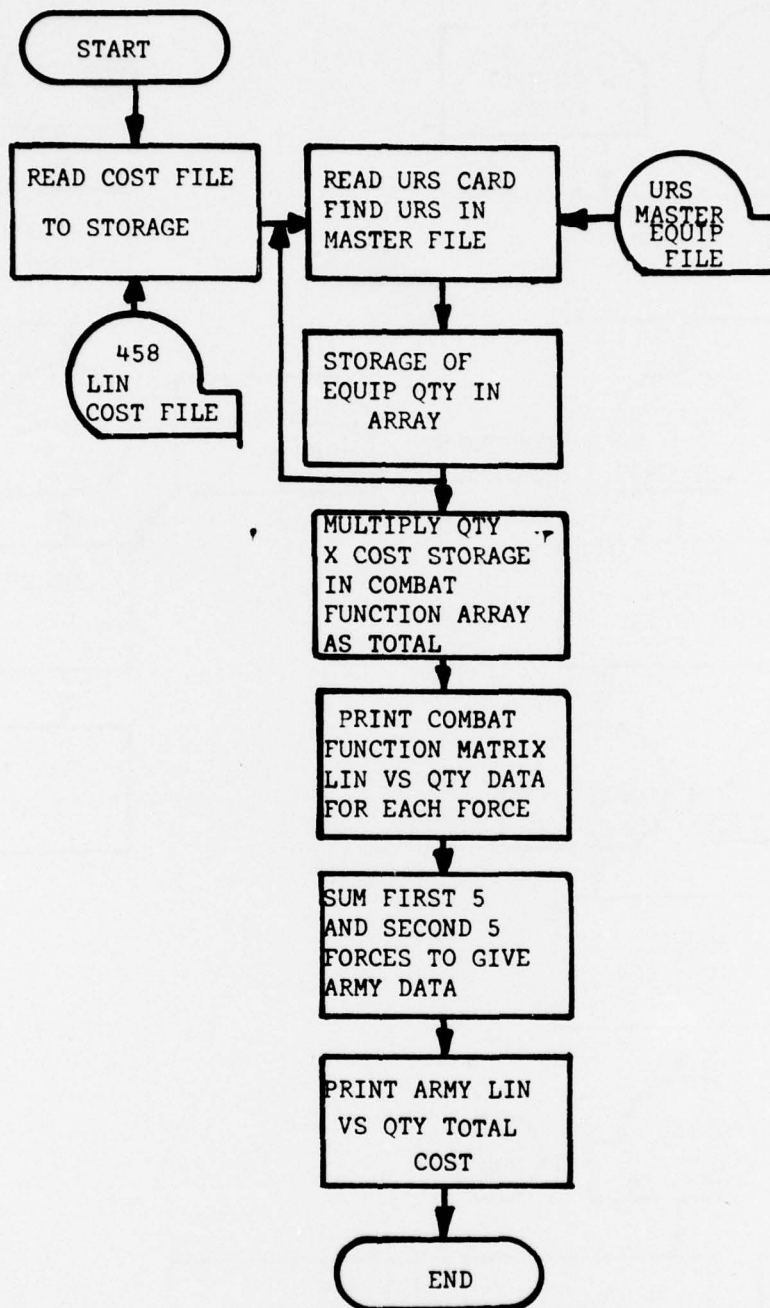 START
READ COST FILE
TO STORAGE
458
LIN
COST FILE
READ URS CARD
FIND URS IN
MASTER FILE
URS
MASTER
EQUIP
FILE
STORAGE OF
EQUIP QTY IN
ARRAY
MULTIPLY QTY
X COST STORAGE
IN COMBAT
FUNCTION ARRAY
AS TOTAL
PRINT COMBAT
FUNCTION MATRIX
LIN VS QTY DATA
FOR EACH FORCE
SUM FIRST 5
AND SECOND 5
FORCES TO GIVE
ARMY DATA
PRINT ARMY LIN
VS QTY TOTAL
COST
END